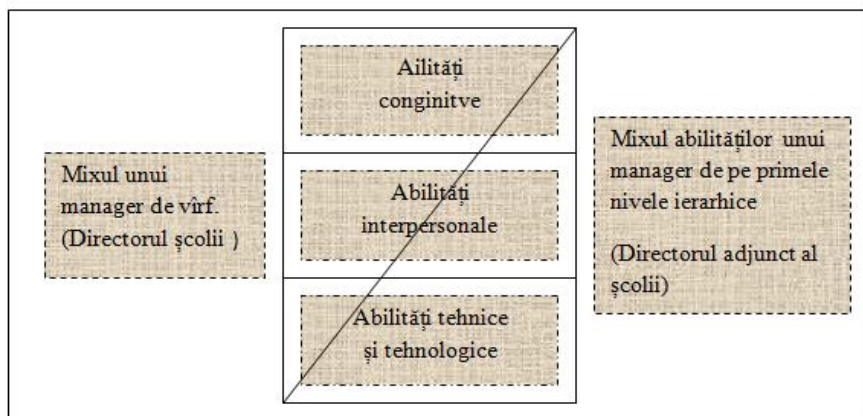 Ailități
conginitve
Mixul unui
manager de vîrf.
(Directorul școlii )
Abilități
interpersonale
Mixul abilităților unui
manager de pe primele
nivele ierarhice
(Directorul adjunct al
școlii)
Abilități tehnice
și tehnologice